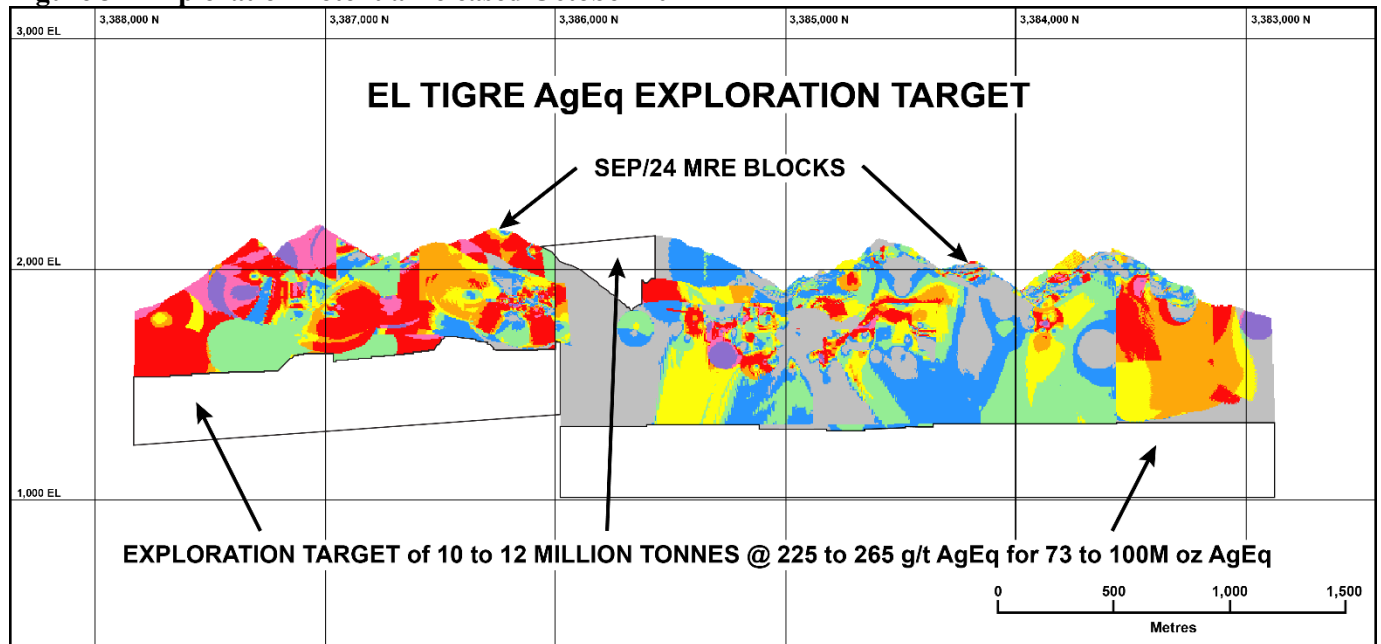 3,388,000 N
3,387,000 N
3,386,000 N
3,385,000 N
3,384,000 N
3,383,000 N
3,000 EL
EL TIGRE AgEq EXPLORATION TARGET
SEP/24 MRE BLOCKS
2,000 EL
1,000 EL
EXPLORATION TARGET of 10 to 12 MILLION TONNES @ 225 to 265 g/t AgEq for 73 to 100M oz AgEq
0
500
1,000
1,500
Metres